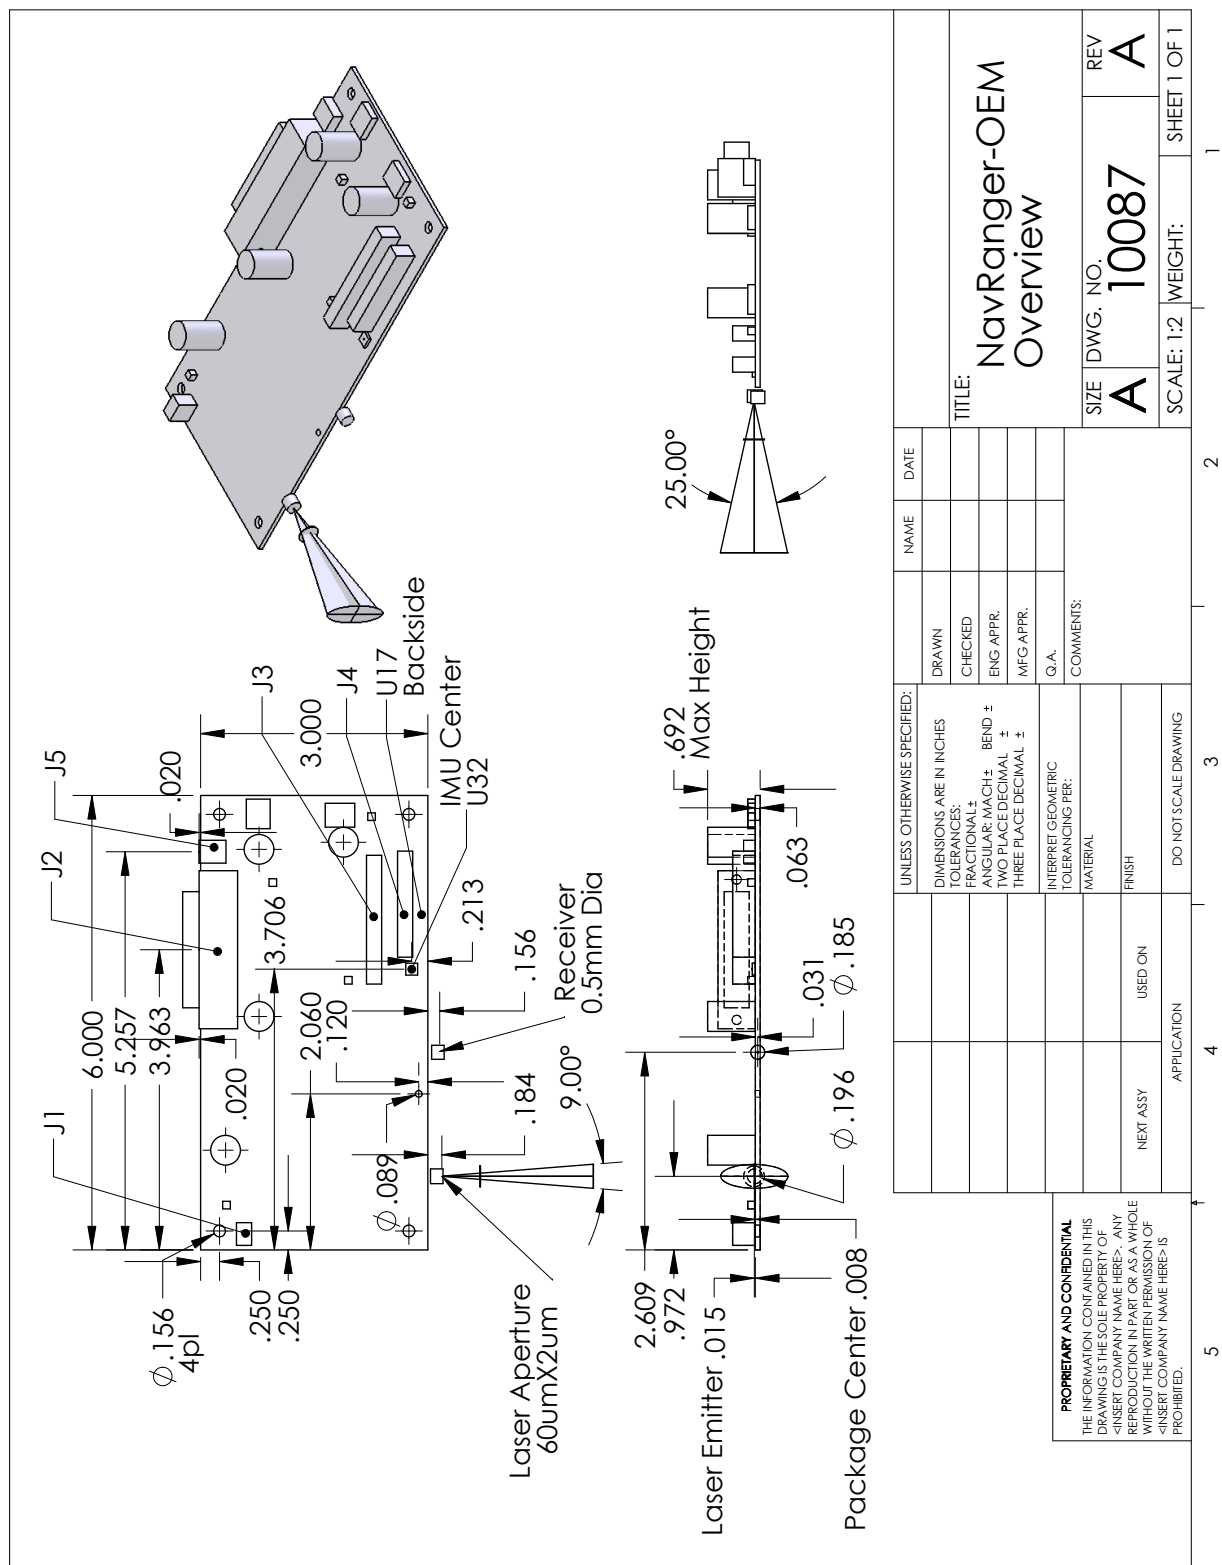 J1
J2
J5
6.000
5.257
3.963
.020
.020
∅.156
4pl
.250
.250
3.000
J3
J4
U17
Backside
IMU Center
U32
3.706
.213
2.060
.120
∅.089
.156
.184
9.00°
Receiver
0.5mm Dia
Laser Aperture
60umX2um
2.609
.972
Laser Emitter .015
Package Center .008
∅.196
∅.185
.031
.063
.692
Max Height
25.00°
PROPRIETARY AND CONFIDENTIAL
THE INFORMATION CONTAINED IN THIS
DRAWING IS THE SOLE PROPERTY OF
<INSERT COMPANY NAME HERE>. ANY
REPRODUCTION IN PART OR AS A WHOLE
WITHOUT THE WRITTEN PERMISSION OF
<INSERT COMPANY NAME HERE> IS
PROHIBITED.
NEXT ASSY
USED ON
APPLICATION
UNLESS OTHERWISE SPECIFIED:
DIMENSIONS ARE IN INCHES
TOLERANCES:
FRACTIONAL ±
ANGULAR: MACH ± BEND ±
TWO PLACE DECIMAL ±
THREE PLACE DECIMAL ±
INTERPRET GEOMETRIC
TOLERANCING PER:
MATERIAL
FINISH
DO NOT SCALE DRAWING
NAME
DATE
DRAWN
CHECKED
ENG APPR.
MFG APPR.
Q.A.
COMMENTS:
TITLE:
NavRanger-OEM
Overview
SIZE
A
DWG. NO.
10087
REV
A
SCALE: 1:2
WEIGHT:
SHEET 1 OF 1
5
4
3
2
1